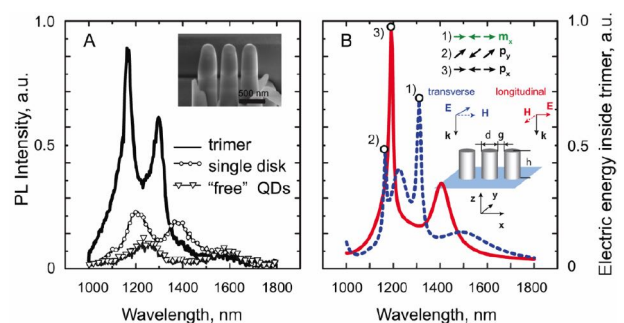 A
1.0
0.5
0
PL Intensity, a.u.
500 nm
trimer
single disk
"free" QDs
1000 1200 1400 1600 1800
Wavelength, nm
B
3)
2)
1)
1) mₓ
2) p_y
3) pₓ
transverse
longitudinal
E
H
k
E
H
k
d g
h
z y
x
1.0
0.5
0
Electric energy inside trimer, a.u.
1000 1200 1400 1600 1800
Wavelength, nm